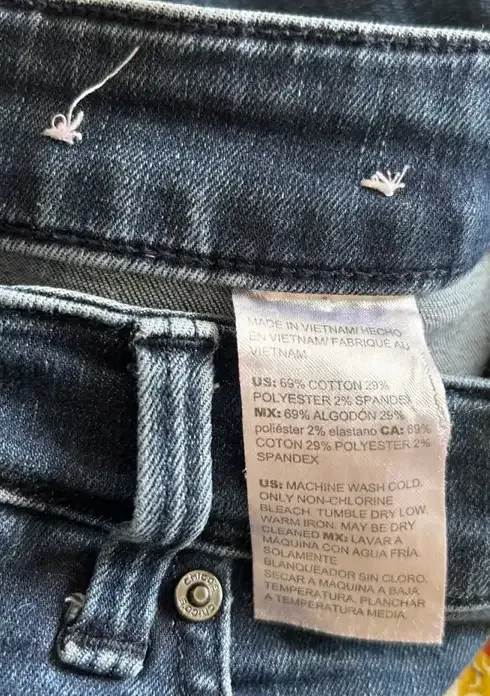 MADE IN VIETNAM/ HECHO
EN VIETNAM/ FABRIQUÉ AU
VIETNAM
US: 69% COTTON 29%
POLYESTER 2% SPANDEX
MX: 69% ALGODÓN 29%
poliéster 2% elastano CA: 69%
COTON 29% POLYESTER 2%
SPANDEX
US: MACHINE WASH COLD.
ONLY NON-CHLORINE
BLEACH. TUMBLE DRY LOW.
WARM IRON. MAY BE DRY
CLEANED MX: LAVAR A
MÁQUINA CON AGUA FRÍA.
SOLAMENTE
BLANQUEADOR SIN CLORO.
SECAR A MÁQUINA A BAJA
TEMPERATURA. PLANCHAR
A TEMPERATURA MEDIA.
CHICOS
CHICOS